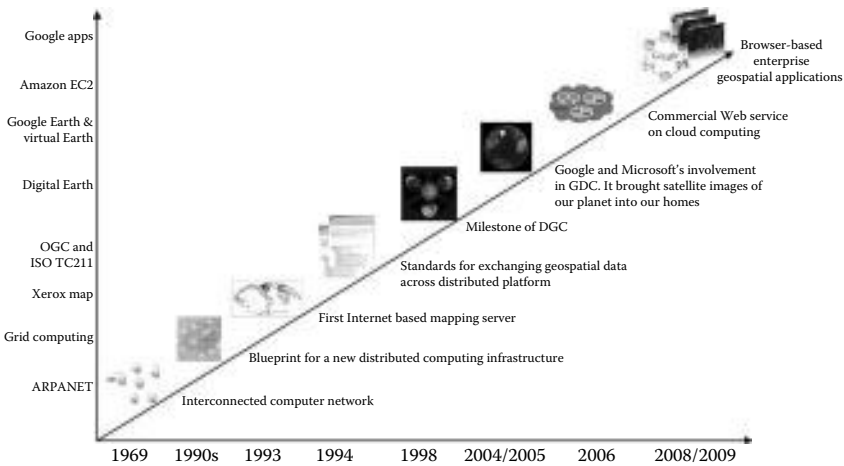 Google apps
Amazon EC2
Google Earth &
virtual Earth
Digital Earth
OGC and
ISO TC211
Xerox map
Grid computing
ARPANET
Browser-based
enterprise
geospatial applications
Commercial Web service
on cloud computing
Google and Microsoft's involvement
in GDC. It brought satellite images of
our planet into our homes
Milestone of DGC
Standards for exchanging geospatial data
across distributed platform
First Internet based mapping server
Blueprint for a new distributed computing infrastructure
Interconnected computer network
1969 1990s 1993 1994 1998 2004/2005 2006 2008/2009